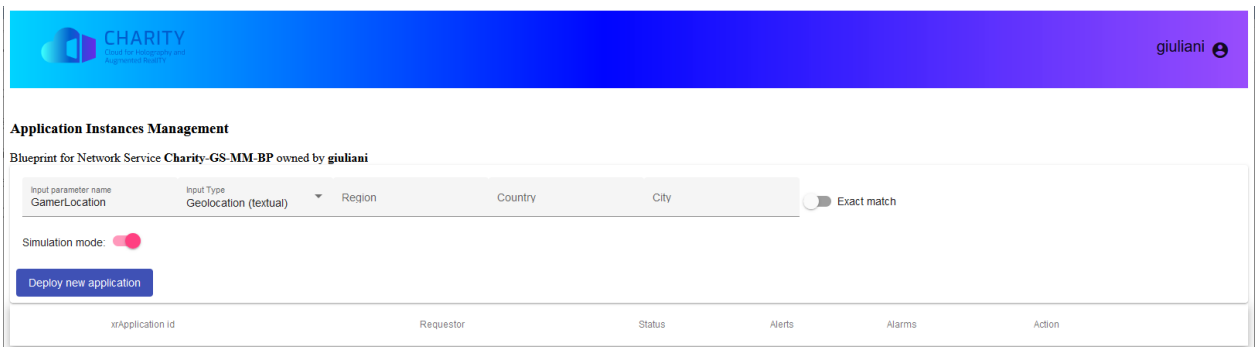 CHARITY
Cloud for Holography and
Augmented RealITY
giuliani
Application Instances Management
Blueprint for Network Service Charity-GS-MM-BP owned by giuliani
Input parameter name
GamerLocation
Input Type
Geolocation (textual)
Region
Country
City
Exact match
Simulation mode:
Deploy new application
xrApplication id Requestor Status Alerts Alarms Action